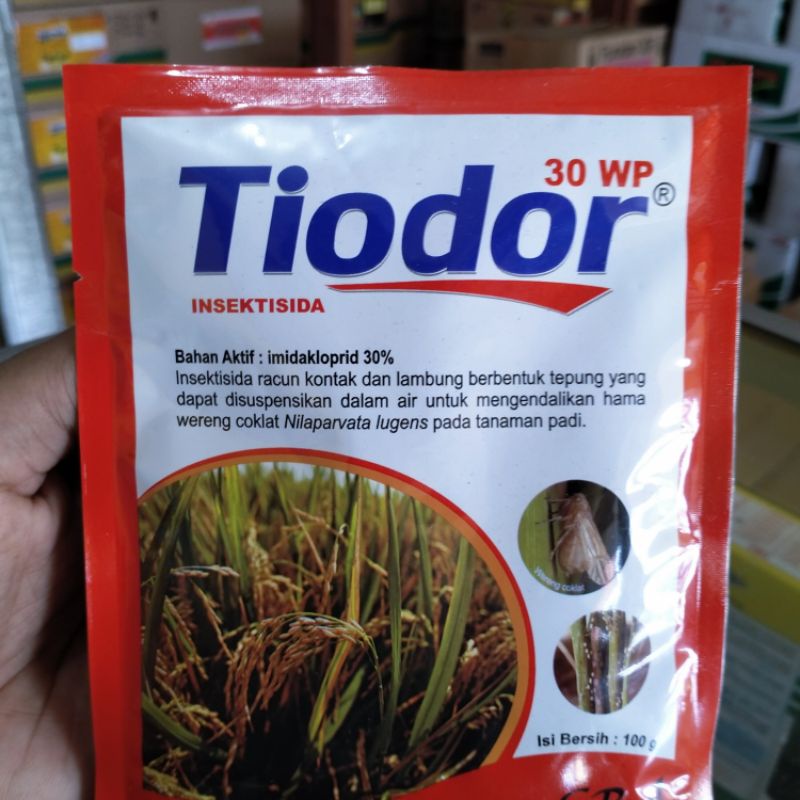 30 WP
Tiodor®
INSEKTISIDA
Bahan Aktif : imidakloprid 30%
Insektisida racun kontak dan lambung berbentuk tepung yang
dapat disuspensikan dalam air untuk mengendalikan hama
wereng coklat Nilaparvata lugens pada tanaman padi.
Wereng coklat
Isi Bersih : 100 g